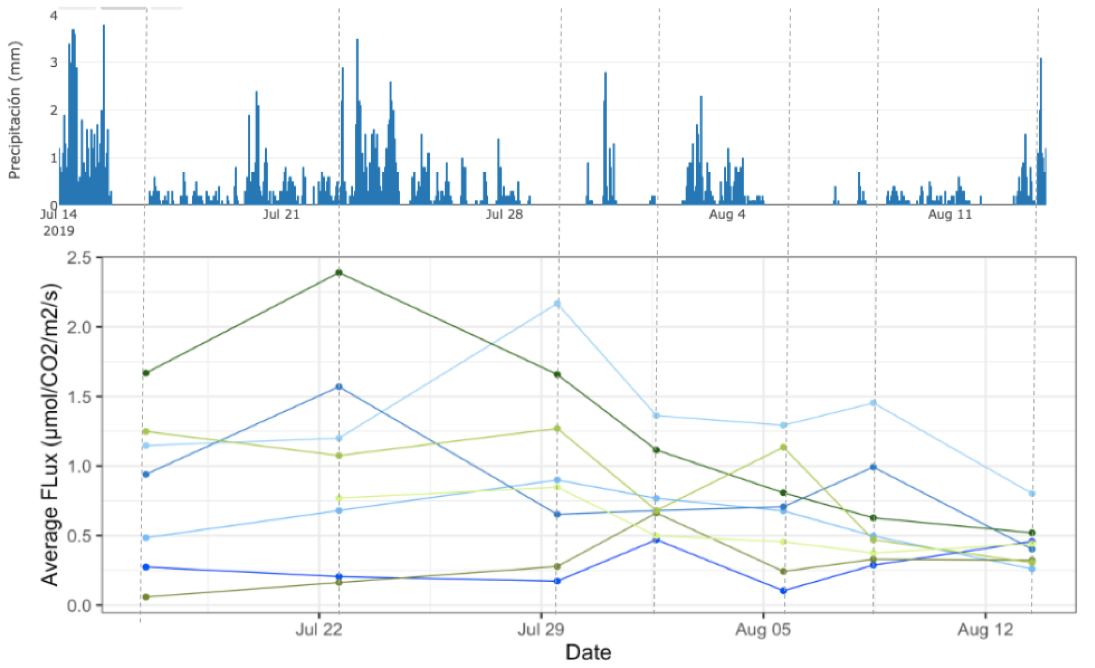 4
3
2
1
0
Precipitación (mm)
Jul 14
2019
Jul 21
Jul 28
Aug 4
Aug 11
2.5
2.0
1.5
1.0
0.5
0.0
Average FLux (μmol/CO2/m2/s)
Jul 22
Jul 29
Aug 05
Aug 12
Date